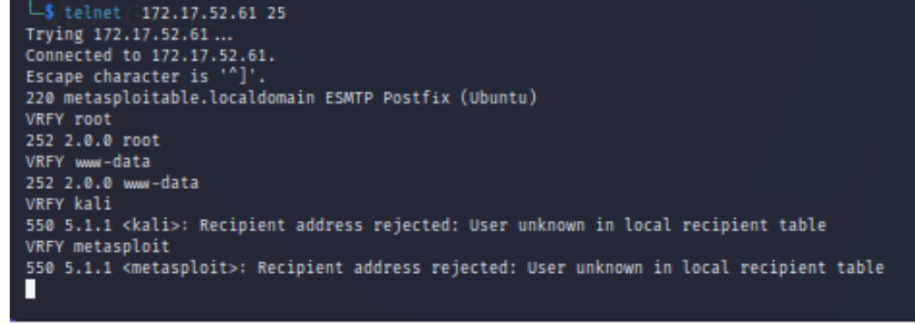 └─$ telnet 172.17.52.61 25
Trying 172.17.52.61...
Connected to 172.17.52.61.
Escape character is '^]'.
220 metasploitable.localdomain ESMTP Postfix (Ubuntu)
VRFY root
252 2.0.0 root
VRFY www-data
252 2.0.0 www-data
VRFY kali
550 5.1.1 <kali>: Recipient address rejected: User unknown in local recipient table
VRFY metasploit
550 5.1.1 <metasploit>: Recipient address rejected: User unknown in local recipient table